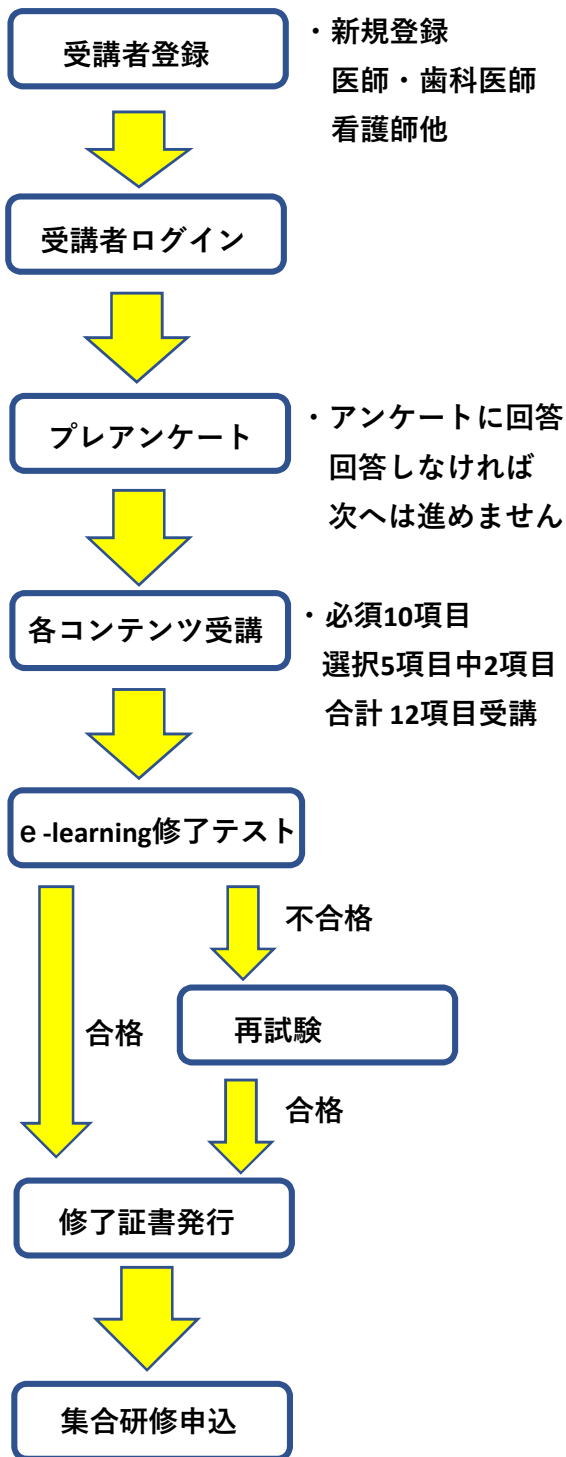 受講者登録
・新規登録
医師・歯科医師
看護師他
受講者ログイン
プレアンケート
・アンケートに回答
回答しなければ
次へは進めません
各コンテンツ受講
・必須10項目
選択5項目中2項目
合計 12項目受講
ｅ-learning修了テスト
不合格
合格
再試験
合格
修了証書発行
集合研修申込